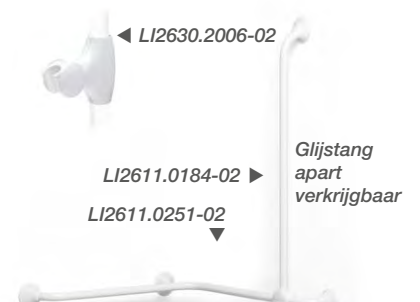 ◀ LI2630.2006-02
LI2611.0184-02 ▶
Glijstang
apart
verkrijgbaar
LI2611.0251-02
▼